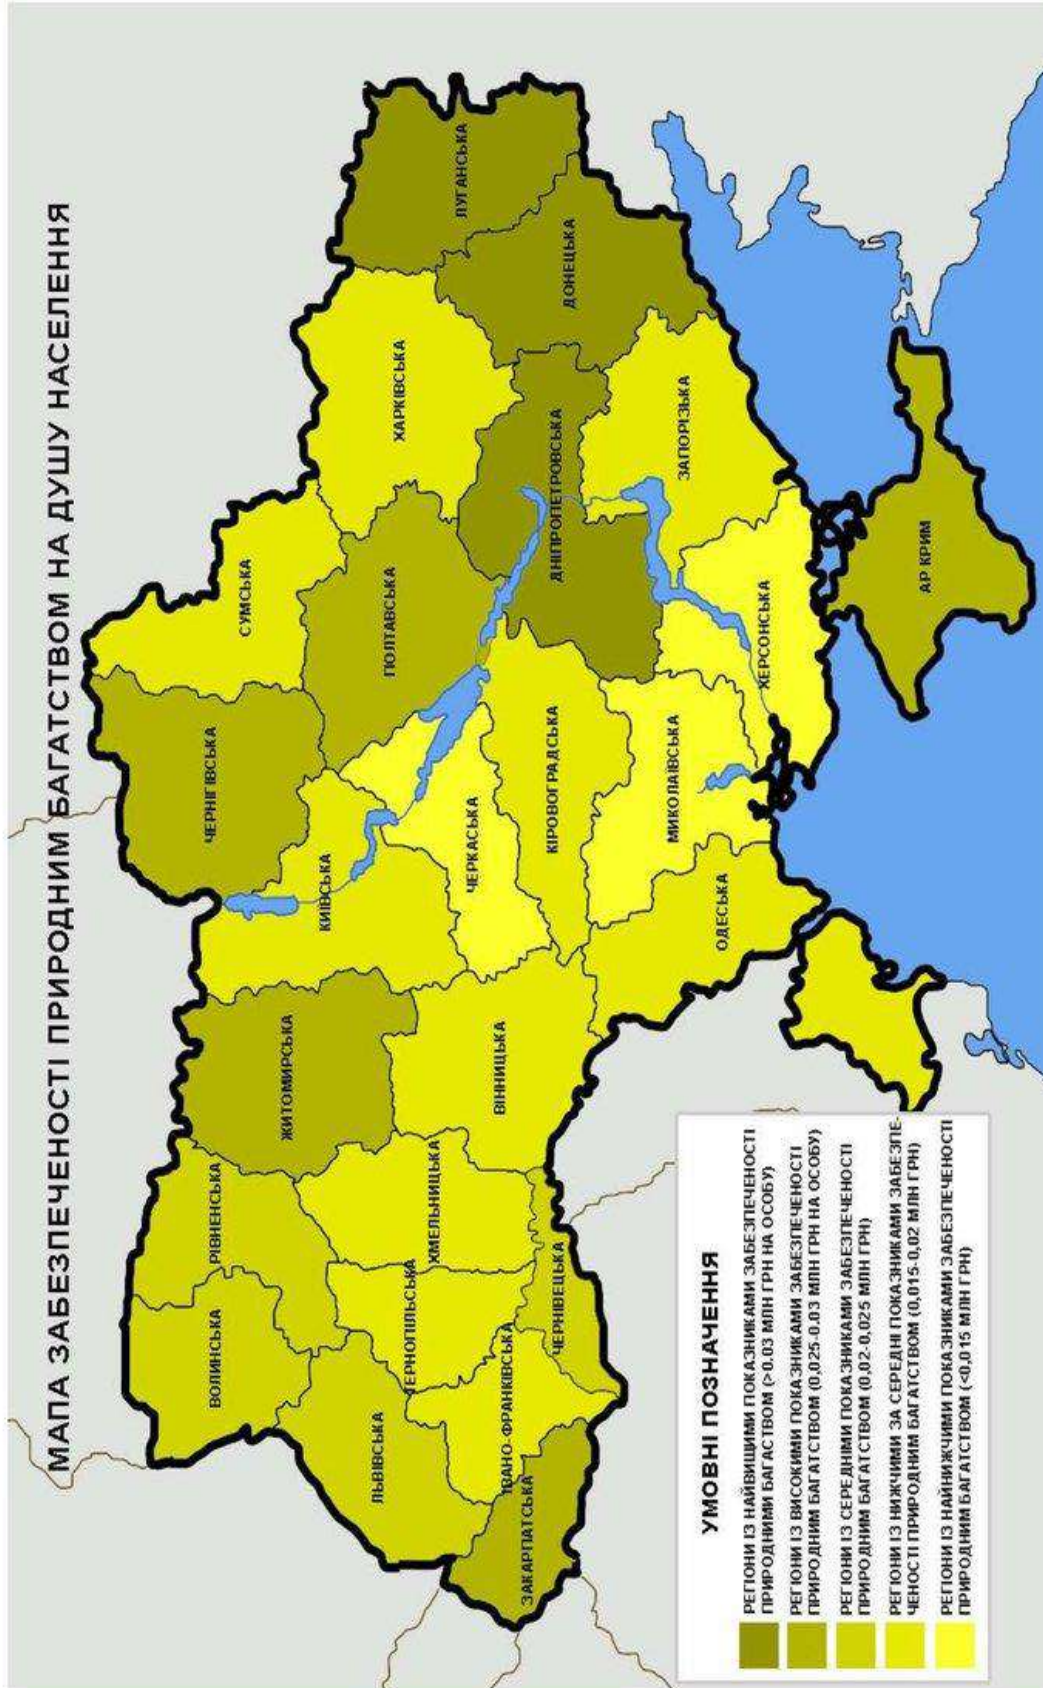 МАПА ЗАБЕЗПЕЧЕНОСТІ ПРИРОДНИМ БАГАТСТВОМ НА ДУШУ НАСЕЛЕННЯ
ВОЛИНСЬКА
РІВНЕНСЬКА
ЖИТОМИРСЬКА
КИЇВСЬКА
ЧЕРНІГІВСЬКА
СУМСЬКА
ЛЬВІВСЬКА
ТЕРНОПІЛЬСЬКА
ХМЕЛЬНИЦЬКА
ВІННИЦЬКА
ЧЕРКАСЬКА
ПОЛТАВСЬКА
ХАРКІВСЬКА
ЛУГАНСЬКА
ЗАКАРПАТСЬКА
ІВАНО-ФРАНКІВСЬКА
ЧЕРНІВЕЦЬКА
КІРОВОГРАДСЬКА
ДНІПРОПЕТРОВСЬКА
ДОНЕЦЬКА
ОДЕСЬКА
МИКОЛАІВСЬКА
ХЕРСОНСЬКА
ЗАПОРІЗЬКА
АР КРИМ
УМОВНІ ПОЗНАЧЕННЯ
РЕГІОНИ ІЗ НАЙВИЩИМИ ПОКАЗНИКАМИ ЗАБЕЗПЕЧЕНОСТІ
ПРИРОДНИМИ БАГАСТВОМ (>0.03 МЛН ГРН НА ОСОБУ)
РЕГІОНИ ІЗ ВИСОКИМИ ПОКАЗНИКАМИ ЗАБЕЗПЕЧЕНОСТІ
ПРИРОДНИМ БАГАТСТВОМ (0,025-0.03 МЛН ГРН НА ОСОБУ)
РЕГІОНИ ІЗ СЕРЕДНІМИ ПОКАЗНИКАМИ ЗАБЕЗПЕЧЕНОСТІ
ПРИРОДНИМ БАГАТСТВОМ (0,02-0,025 МЛН ГРН)
РЕГІОНИ ІЗ НИЖЧИМИ ЗА СЕРЕДНІ ПОКАЗНИКАМИ ЗАБЕЗПЕ-
ЧЕНОСТІ ПРИРОДНИМ БАГАТСТВОМ (0,015-0,02 МЛН ГРН)
РЕГІОНИ ІЗ НАЙНИЖЧИМИ ПОКАЗНИКАМИ ЗАБЕЗПЕЧЕНОСТІ
ПРИРОДНИМ БАГАТСТВОМ (<0,015 МЛН ГРН)